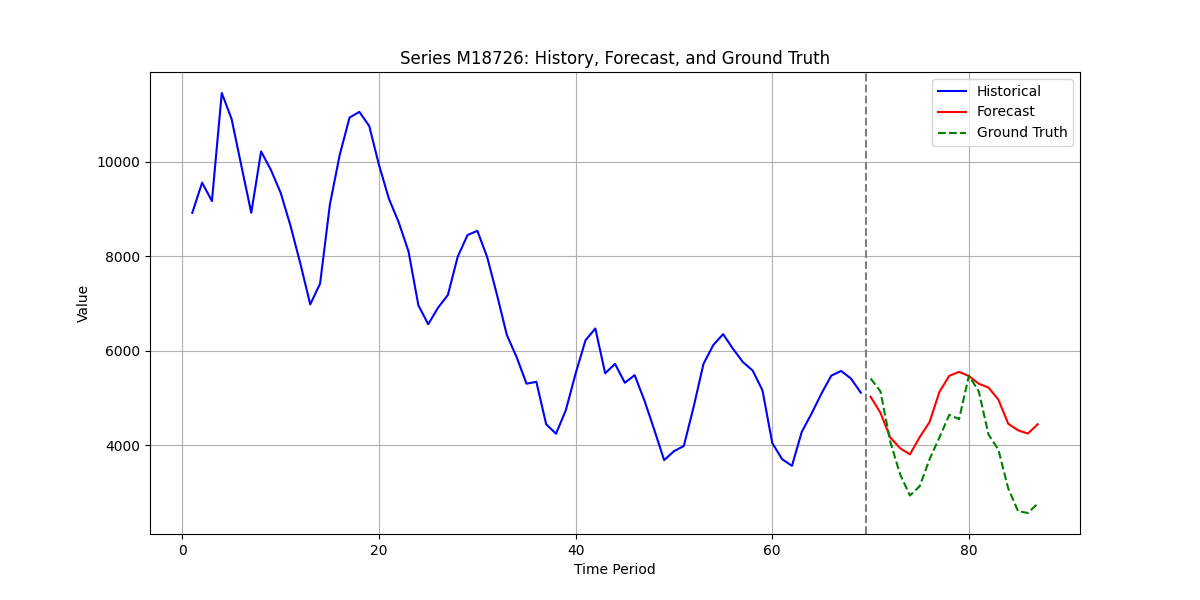 Series M18726: History, Forecast, and Ground Truth
Historical
Forecast
Ground Truth
10000
8000
6000
4000
Value
0 20 40 60 80
Time Period